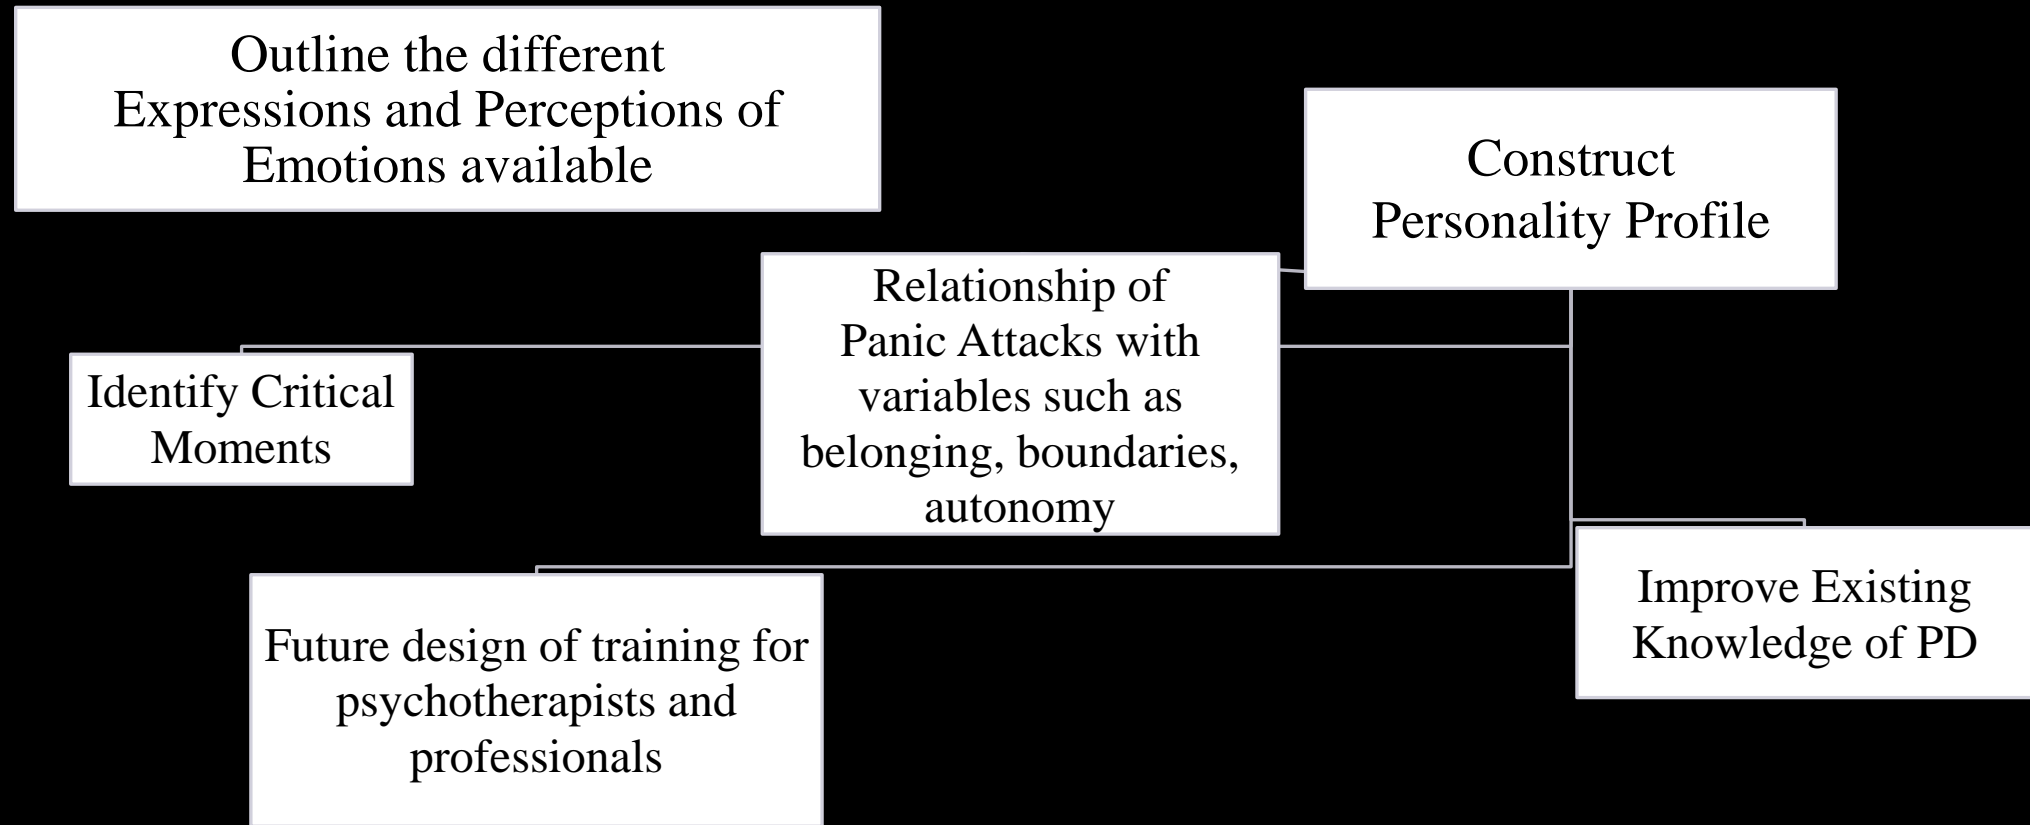 Outline the different
Expressions and Perceptions of
Emotions available
Construct
Personality Profile
Relationship of
Panic Attacks with
variables such as
belonging, boundaries,
autonomy
Identify Critical
Moments
Future design of training for
psychotherapists and
professionals
Improve Existing
Knowledge of PD